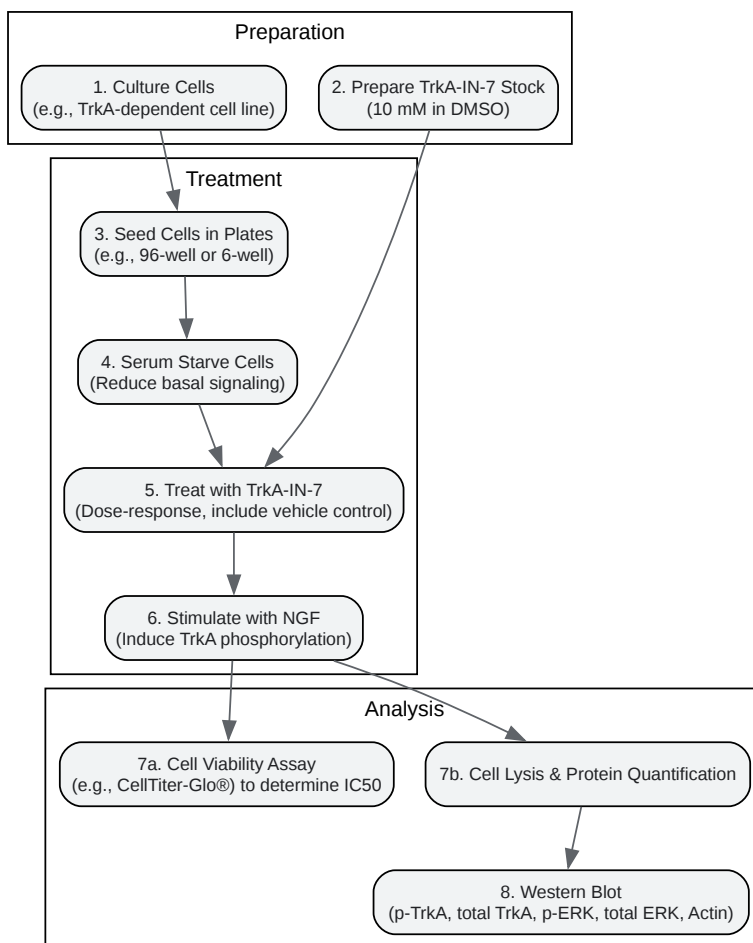 Preparation
1. Culture Cells
(e.g., TrkA-dependent cell line)
2. Prepare TrkA-IN-7 Stock
(10 mM in DMSO)
Treatment
3. Seed Cells in Plates
(e.g., 96-well or 6-well)
4. Serum Starve Cells
(Reduce basal signaling)
5. Treat with TrkA-IN-7
(Dose-response, include vehicle control)
6. Stimulate with NGF
(Induce TrkA phosphorylation)
Analysis
7a. Cell Viability Assay
(e.g., CellTiter-Glo®) to determine IC50
7b. Cell Lysis & Protein Quantification
8. Western Blot
(p-TrkA, total TrkA, p-ERK, total ERK, Actin)